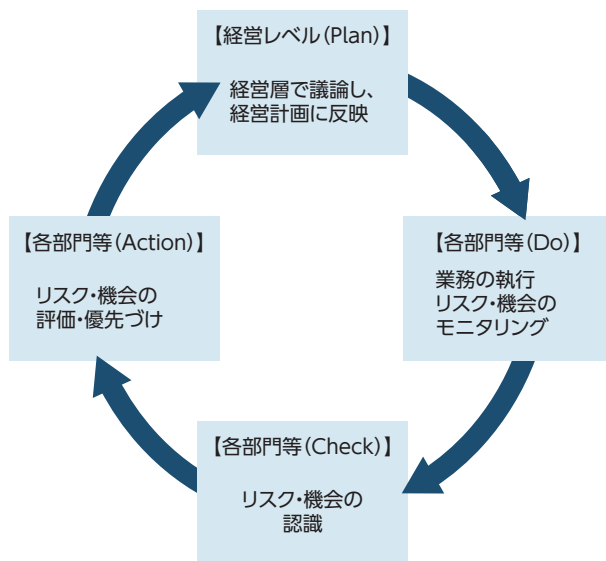 【経営レベル(Plan)】
経営層で議論し、
経営計画に反映
【各部門等(Do)】
業務の執行
リスク・機会の
モニタリング
【各部門等(Check)】
リスク・機会の
認識
【各部門等(Action)】
リスク・機会の
評価・優先づけ